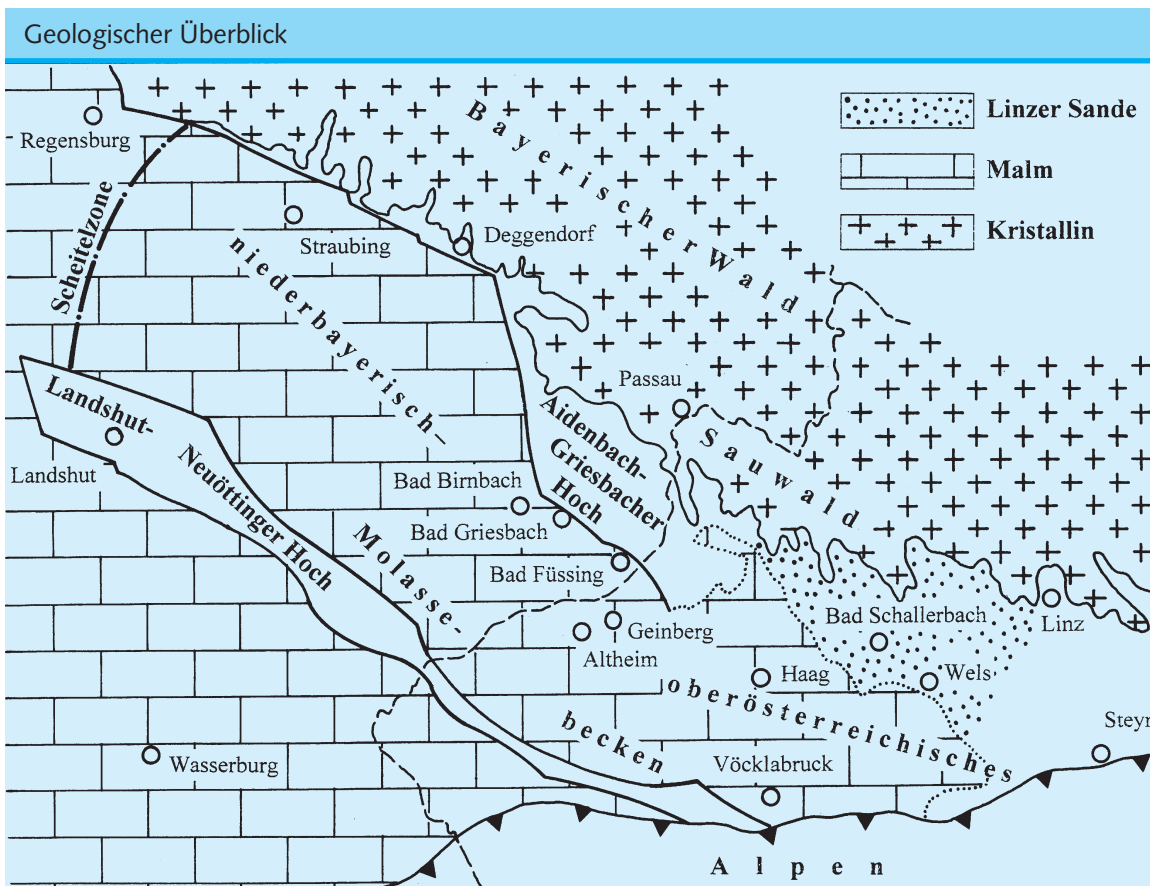 Geologischer Überblick
Linzer Sande
Malm
Kristallin
Regensburg
Bayerischer Wald
Scheitelzone
Straubing
Deggendorf
niederbayerisch-
Passau
Landshut-
Neuöttinger Hoch
Landshut
Aidenbach-
Griesbacher
Hoch
Sauwald
Bad Birnbach
Bad Griesbach
Molasse-
Bad Füssing
Geinberg
Altheim
Bad Schallerbach
Linz
Haag
Wels
oberösterreichisches
becken
Steyr
Wasserburg
Vöcklabruck
Alpen